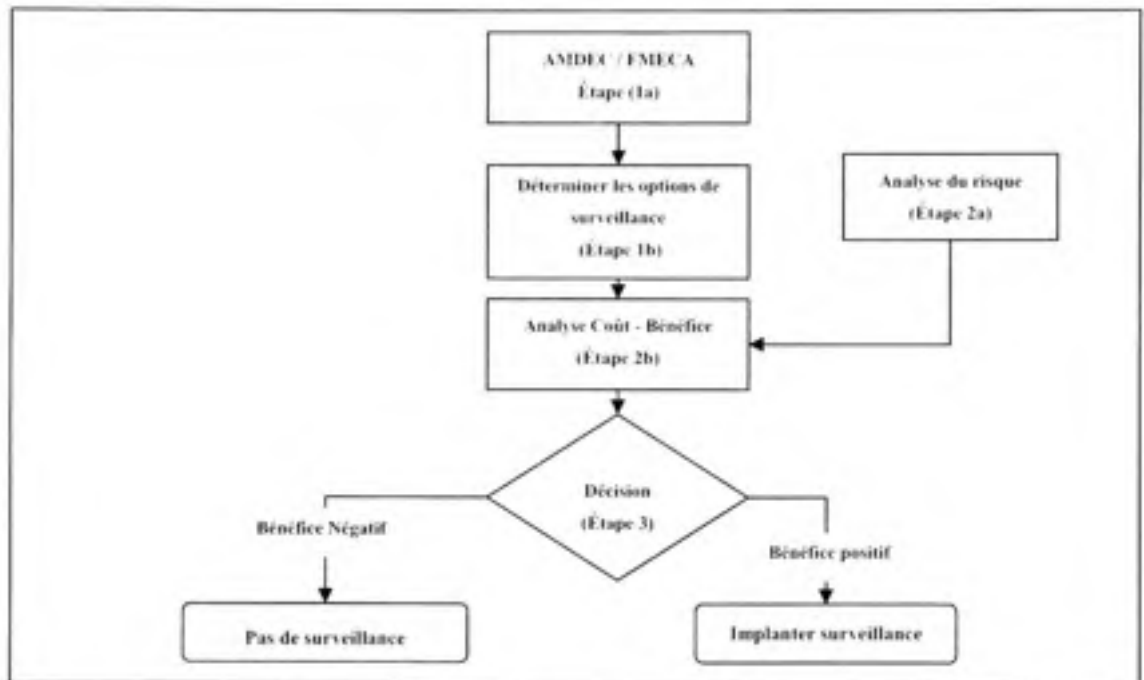 AMDEC / FMECA
Étape (1a)
Déterminer les options de
surveillance
(Étape 1b)
Analyse du risque
(Étape 2a)
Analyse Coût - Bénéfice
(Étape 2b)
Décision
(Étape 3)
Bénéfice Négatif
Bénéfice positif
Pas de surveillance
Implanter surveillance